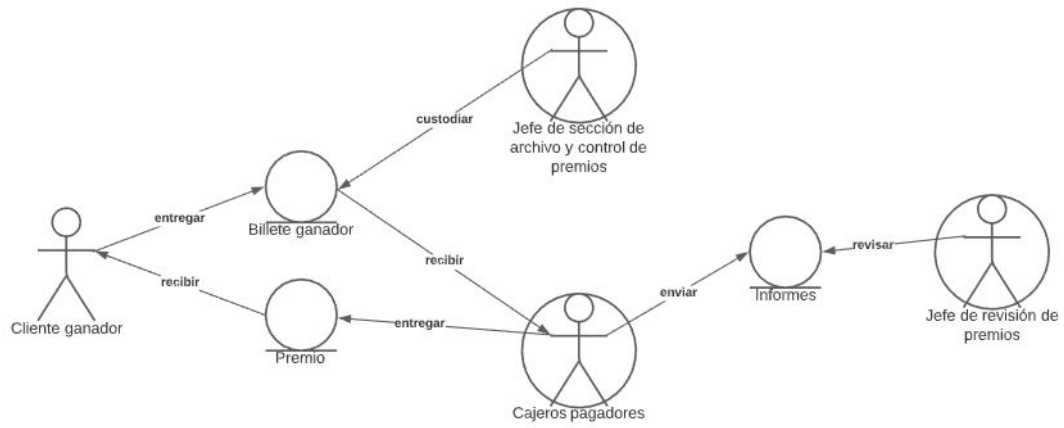 custodiar
Jefe de sección de
archivo y control de
premios
entregar
Billete ganador
recibir
revisar
Cliente ganador
recibir
entregar
enviar
Informes
Jefe de revisión de
premios
Premio
Cajeros pagadores